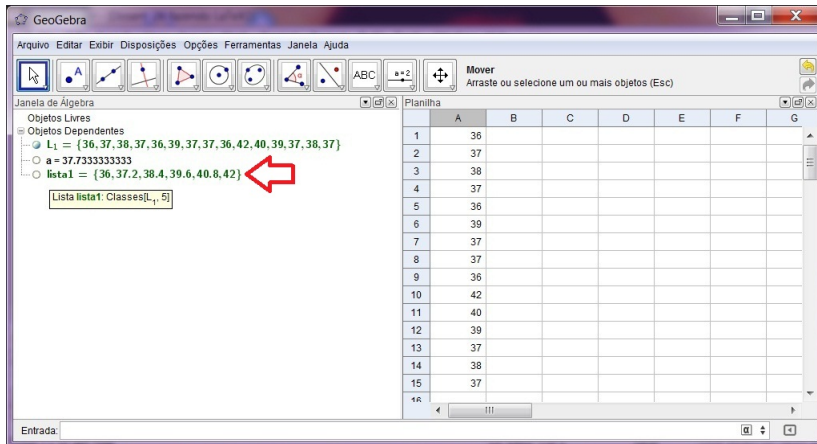 GeoGebra
Arquivo Editar Exibir Disposições Opções Ferramentas Janela Ajuda
A ABC a=2 Mover
Arraste ou selecione um ou mais objetos (Esc)
Janela de Álgebra
Objetos Livres
Objetos Dependentes
L₁ = {36,37,38,37,36,39,37,37,36,42,40,39,37,38,37}
a = 37.7333333333
lista1 = {36,37.2,38.4,39.6,40.8,42}
Lista lista1: Classes[L₁, 5]
Planilha
A B C D E F G
1 36
2 37
3 38
4 37
5 36
6 39
7 37
8 37
9 36
10 42
11 40
12 39
13 37
14 38
15 37
16
Entrada: α